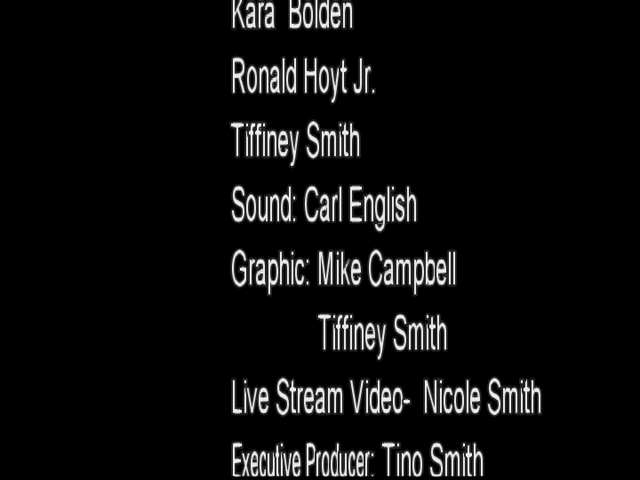 Kara Bolden
Ronald Hoyt Jr.
Tiffiney Smith
Sound: Carl English
Graphic: Mike Campbell
Tiffiney Smith
Live Stream Video- Nicole Smith
Executive Producer: Tino Smith